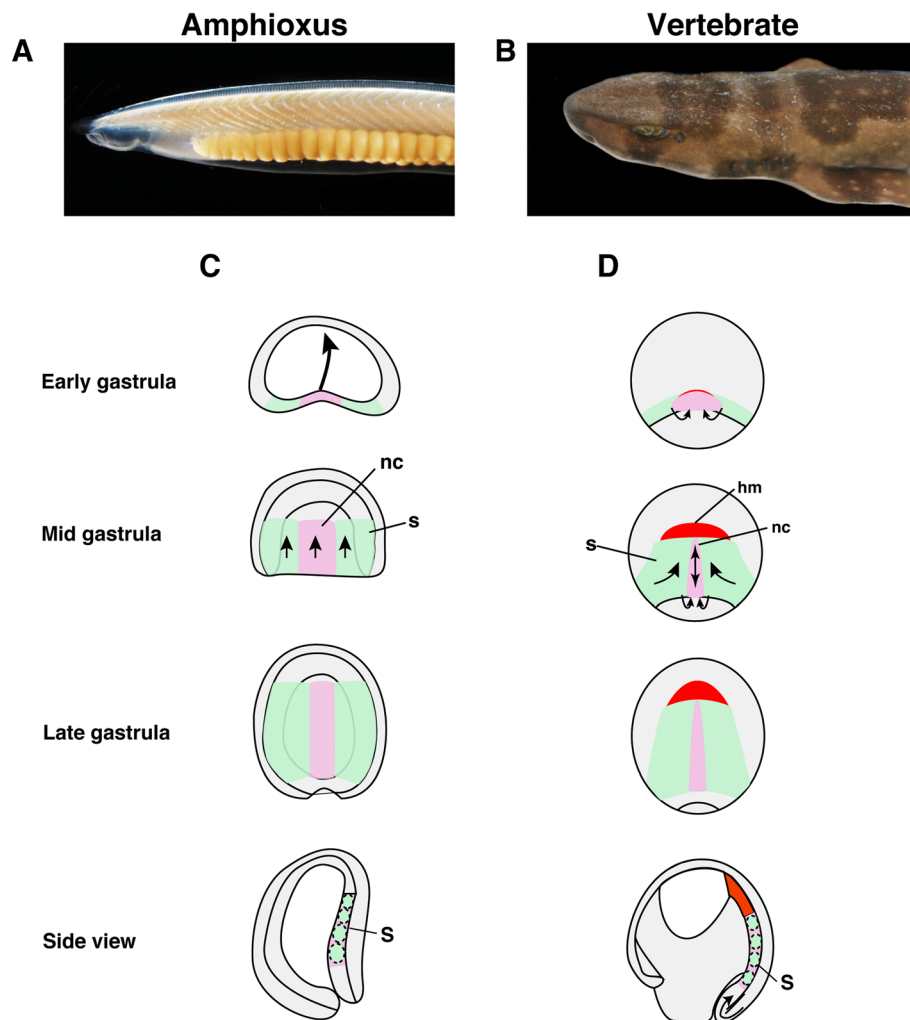 Amphioxus
Vertebrate
A
B
C
D
Early gastrula
Mid gastrula
nc
s
hm
nc
s
Late gastrula
Side view
S
S